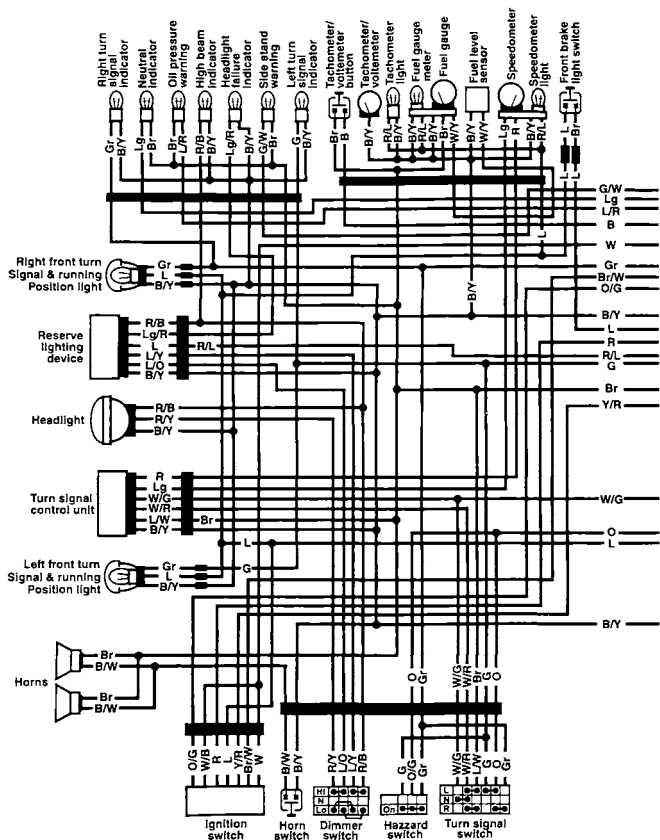 Right turn
signal
indicator
Neutral
indicator
Oil pressure
warning
High beam
indicator
Headlight
failure
indicator
Side stand
warning
Left turn
signal
indicator
Tachometer/
voltemeter
button
Tachometer/
voltemeter
Tachometer
light
Fuel gauge
meter
Fuel gauge
Fuel level
sensor
Speedometer
Speedometer
light
Front brake
light switch
Gr
B/Y
Lg
Br
Br
L/R
R/B
B/Y
Lg/R
B/Y
G/W
Br
G
B/Y
Br
B
B/Y
R/L
B/Y
B/Y
R/L
B/Y
Br
W/Y
B/Y
W/Y
Lg
R
B/Y
R/L
L
Br
L
L
G/W
Lg
L/R
B
W
Gr
Br/W
O/G
B/Y
L
R
R/L
G
Br
Y/R
W/G
O
L
B/Y
L
B/Y
Right front turn
Signal & running
Position light
Gr
L
B/Y
Reserve
lighting
device
R/B
Lg/R
L
L/Y
L/O
B/Y
R/L
Headlight
R/B
R/Y
B/Y
Turn signal
control unit
R
Lg
W/G
W/R
L/W
B/Y
Br
L
Left front turn
Signal & running
Position light
Gr
L
B/Y
G
Horns
Br
B/W
Br
B/W
O
Gr
W/G
W/R
Br
G
O
O/G
W/B
R
L
Y/R
Br/W
W
B/W
B/Y
R/Y
L/O
L/Y
R/B
G
O/G
Gr
W/G
W/R
L/W
G
O
Gr
HI
N
Lo
On
L
N
R
Ignition
switch
Horn
switch
Dimmer
switch
Hazzard
switch
Turn signal
switch